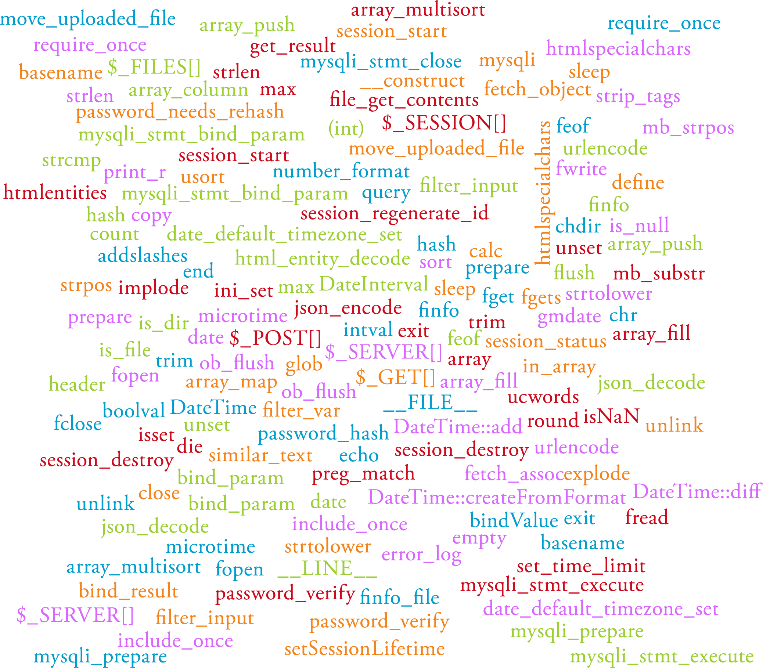 array_multisort
move_uploaded_file
array_push
session_start
require_once
require_once
get_result
mysqli_stmt_close
mysqli
htmlspecialchars
basename
$_FILES[]
strlen
sleep
strlen
array_column
max
__construct
fetch_object
strip_tags
file_get_contents
password_needs_rehash
mysqli_stmt_bind_param
(int)
$_SESSION[]
feof
mb_strpos
htmlspecialchars
strcmp
session_start
move_uploaded_file
urlencode
print_r
usort
number_format
fwrite
htmlentities
mysqli_stmt_bind_param
query
filter_input
define
finfo
hash
copy
session_regenerate_id
chdir
is_null
count
date_default_timezone_set
hash
calc
unset
array_push
addslashes
html_entity_decode
sort
prepare
end
flush
mb_substr
strpos
implode
ini_set
max
DateInterval
sleep
fget
fgets
strtolower
prepare
is_dir
microtime
json_encode
finfo
trim
gmdate
chr
date
$_POST[]
intval
exit
feof
session_status
array_fill
is_file
trim
ob_flush
glob
$_SERVER[]
array
in_array
header
fopen
array_map
ob_flush
$_GET[]
array_fill
json_decode
fclose
boolval
DateTime
filter_var
__FILE__
ucwords
isset
unset
password_hash
DateTime::add
round
isNaN
unlink
session_destroy
die
similar_text
echo
session_destroy
urlencode
bind_param
preg_match
fetch_assoc
explode
unlink
close
bind_param
date
DateTime::createFromFormat
DateTime::diff
json_decode
include_once
bindValue
exit
fread
microtime
strtolower
error_log
empty
basename
array_multisort
fopen
__LINE__
set_time_limit
bind_result
password_verify
finfo_file
mysqli_stmt_execute
$_SERVER[]
filter_input
password_verify
date_default_timezone_set
include_once
mysqli_prepare
mysqli_prepare
setSessionLifetime
mysqli_stmt_execute